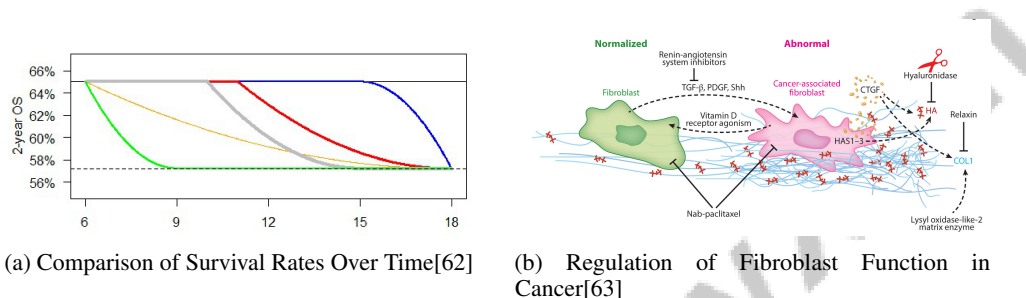 66%
64%
62%
60%
58%
56%
2-year OS
6
9
12
15
18
(a) Comparison of Survival Rates Over Time[62]
Normalized
Abnormal
Renin-angiotensin
system inhibitors
TGF-β, PDGF, Shh
Fibroblast
Cancer-associated
fibroblast
Vitamin D
receptor agonism
CTGF
Hyaluronidase
HA
Relaxin
HAS1–3
COL1
Nab-paclitaxel
Lysyl oxidase-like-2
matrix enzyme
(b) Regulation of Fibroblast Function in
Cancer[63]